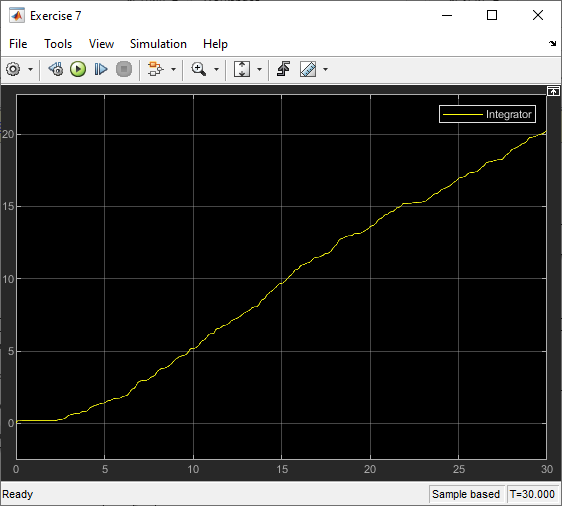 Exercise 7
File Tools View Simulation Help
Integrator
20
15
10
5
0
0 5 10 15 20 25 30
Ready Sample based T=30.000